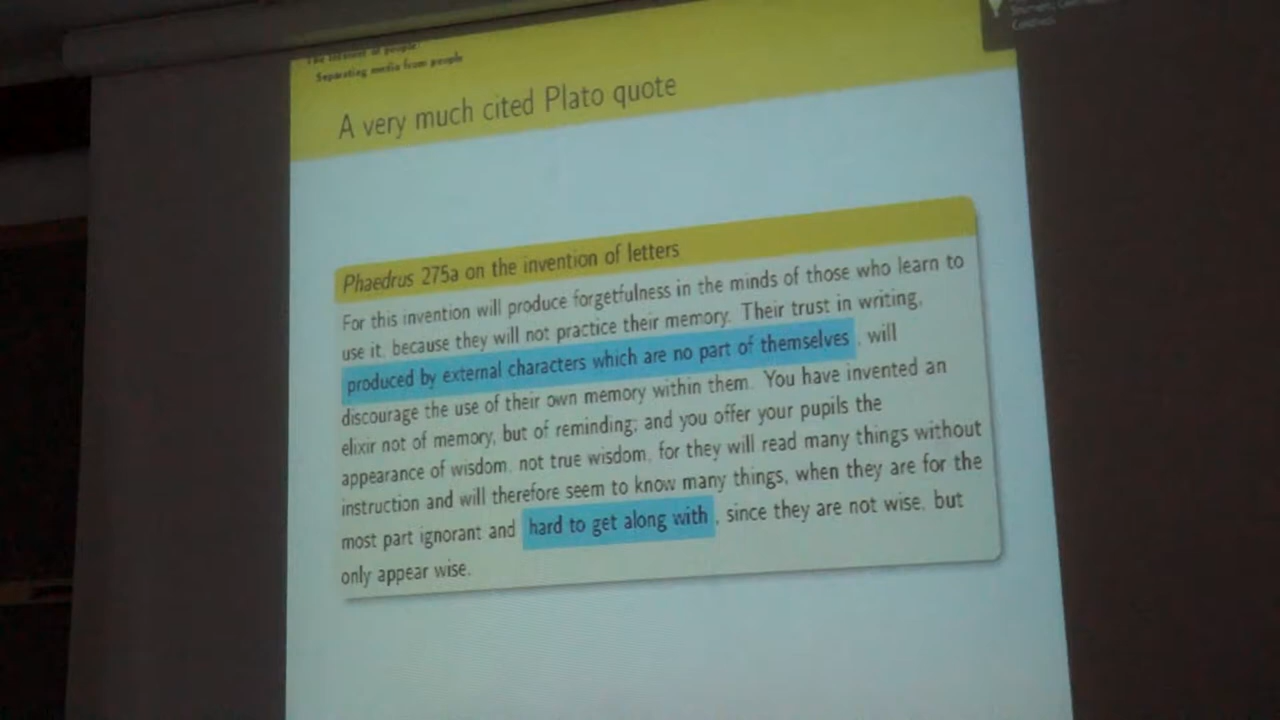 The internet of people:
Separating media from people
A very much cited Plato quote
Phaedrus 275a on the invention of letters
For this invention will produce forgetfulness in the minds of those who learn to
use it, because they will not practice their memory. Their trust in writing,
produced by external characters which are no part of themselves , will
discourage the use of their own memory within them. You have invented an
elixir not of memory, but of reminding; and you offer your pupils the
appearance of wisdom, not true wisdom, for they will read many things without
instruction and will therefore seem to know many things, when they are for the
most part ignorant and hard to get along with , since they are not wise, but
only appear wise.